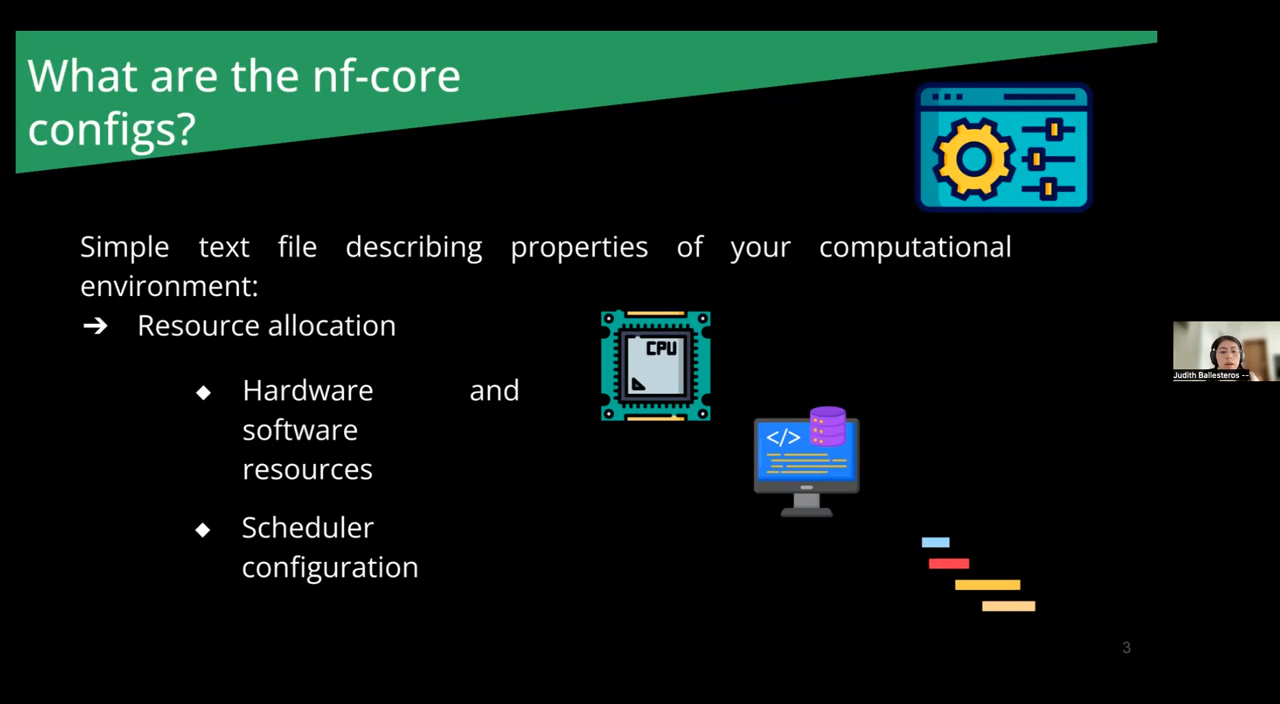 What are the nf-core
configs?
Simple text file describing properties of your computational
environment:
➔ Resource allocation
◆ Hardware and
software
resources
◆ Scheduler
configuration
CPU
</>
Judith Ballesteros --
3